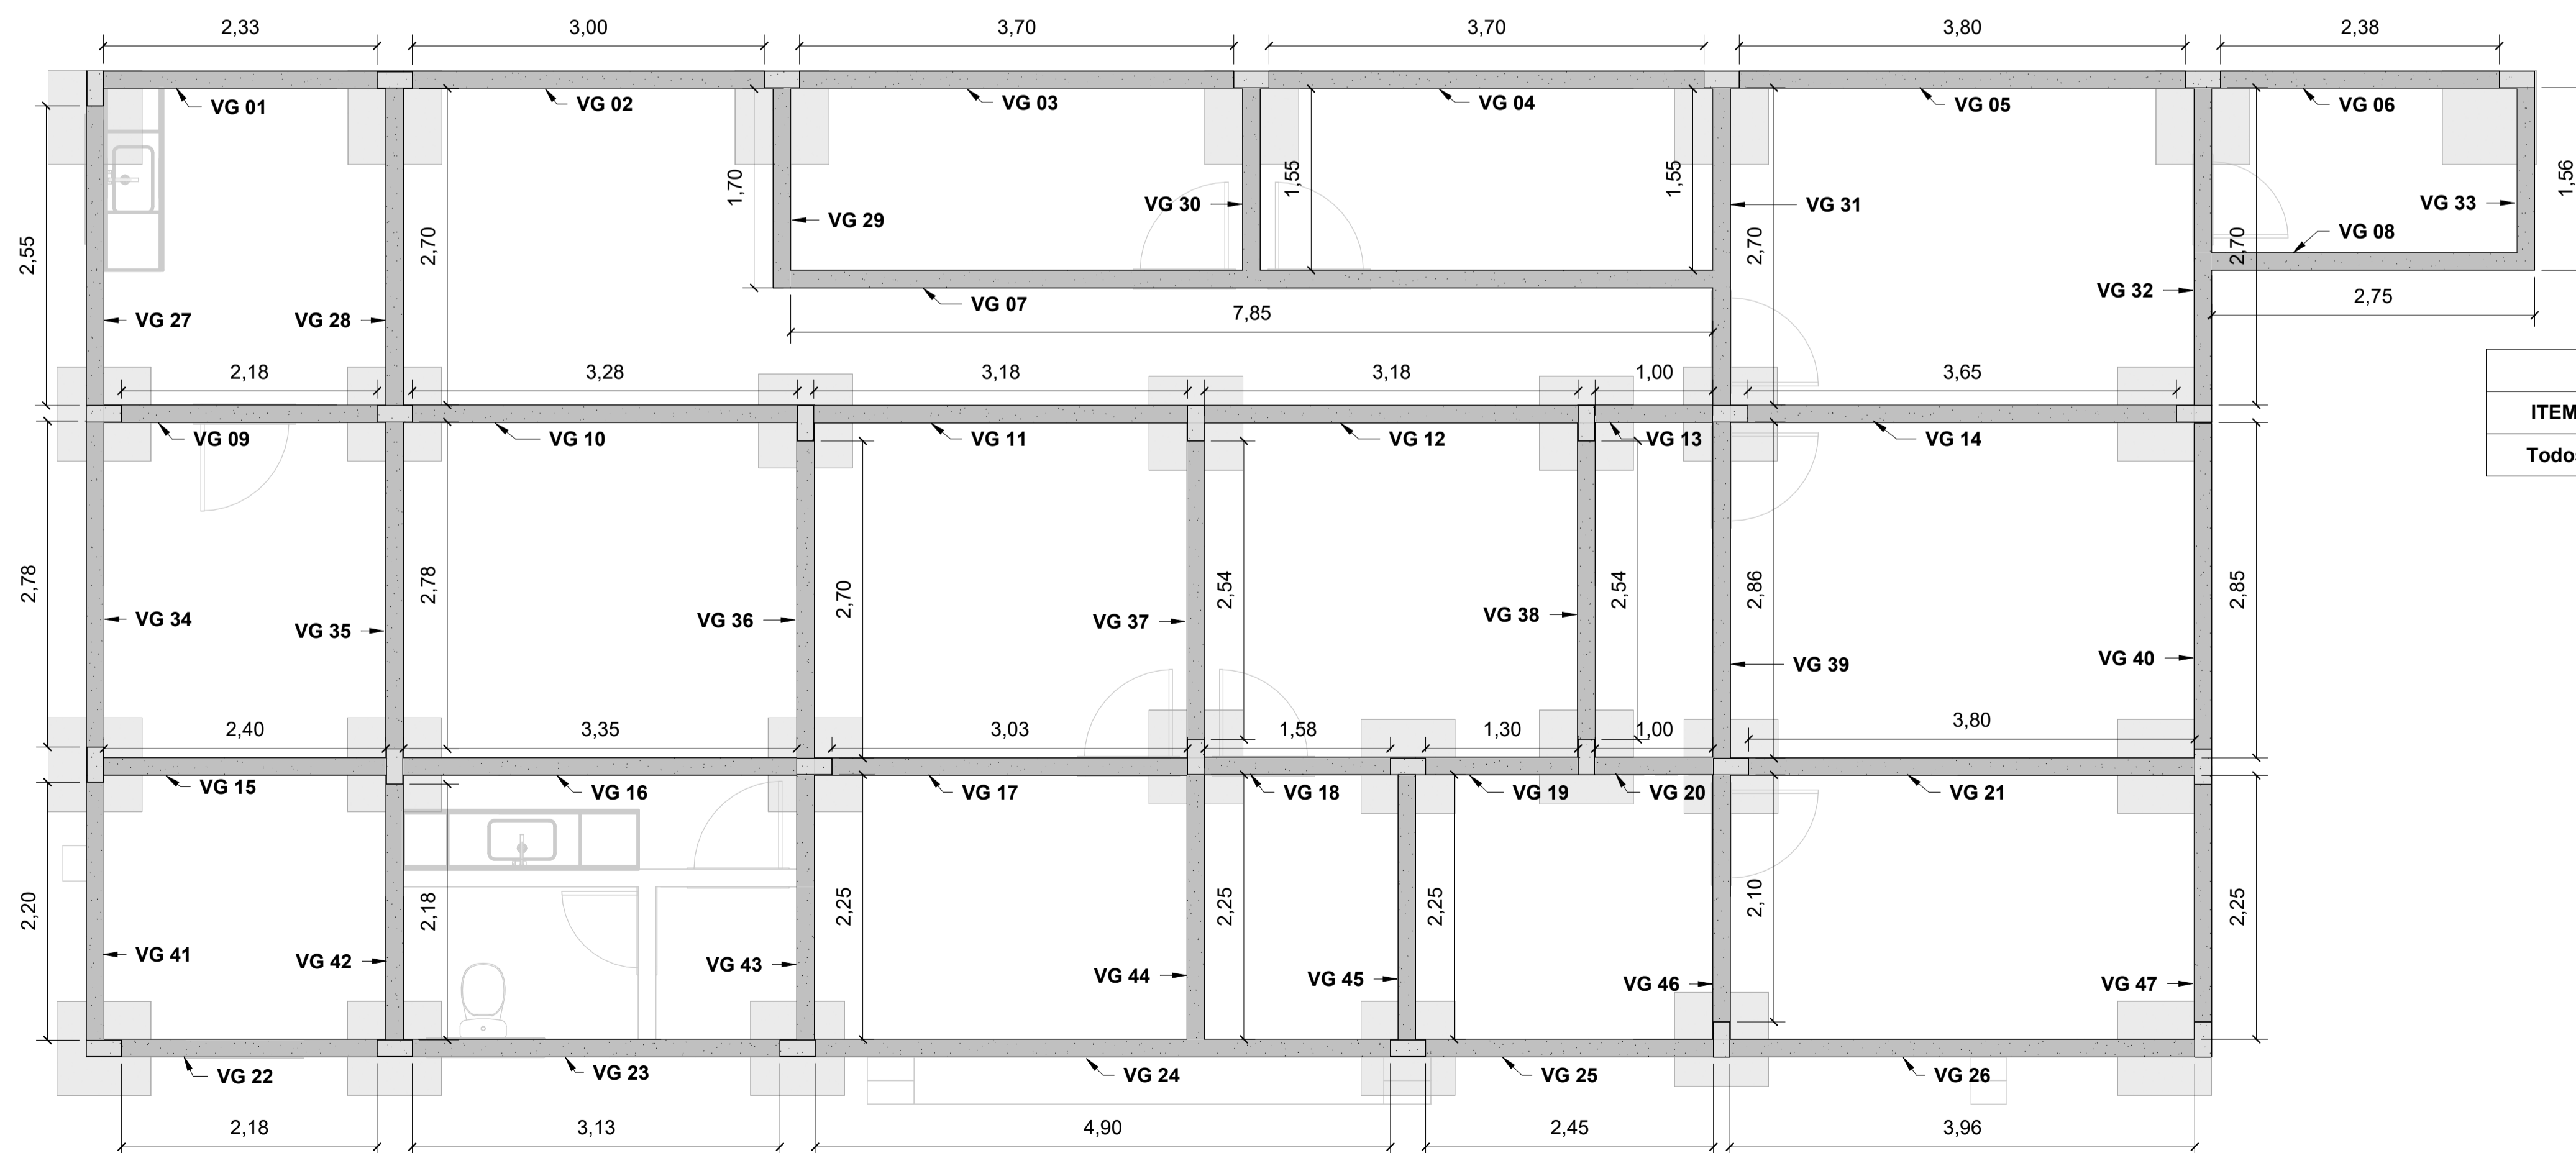 2,33 3,00 3,70 3,70 3,80 2,38
VG 01 VG 02 VG 03 VG 04 VG 05 VG 06
1,70 1,55 1,55 1,56
VG 29 VG 30 VG 31 VG 33
2,55 2,70 2,70 2,70 VG 08
VG 07 VG 32 2,75
VG 27 VG 28 7,85
2,18 3,28 3,18 3,18 1,00 3,65
VG 09 VG 10 VG 11 VG 12 VG 13 VG 14
ITEM
Todo
2,78 2,78 2,70 2,54 2,54 2,86 2,85
VG 34 VG 35 VG 36 VG 37 VG 38 VG 39 VG 40
2,40 3,35 3,03 1,58 1,30 1,00 3,80
VG 15 VG 16 VG 17 VG 18 VG 19 VG 20 VG 21
2,20 2,18 2,25 2,25 2,25 2,10 2,25
VG 41 VG 42 VG 43 VG 44 VG 45 VG 46 VG 47
VG 22 VG 23 VG 24 VG 25 VG 26
2,18 3,13 4,90 2,45 3,96